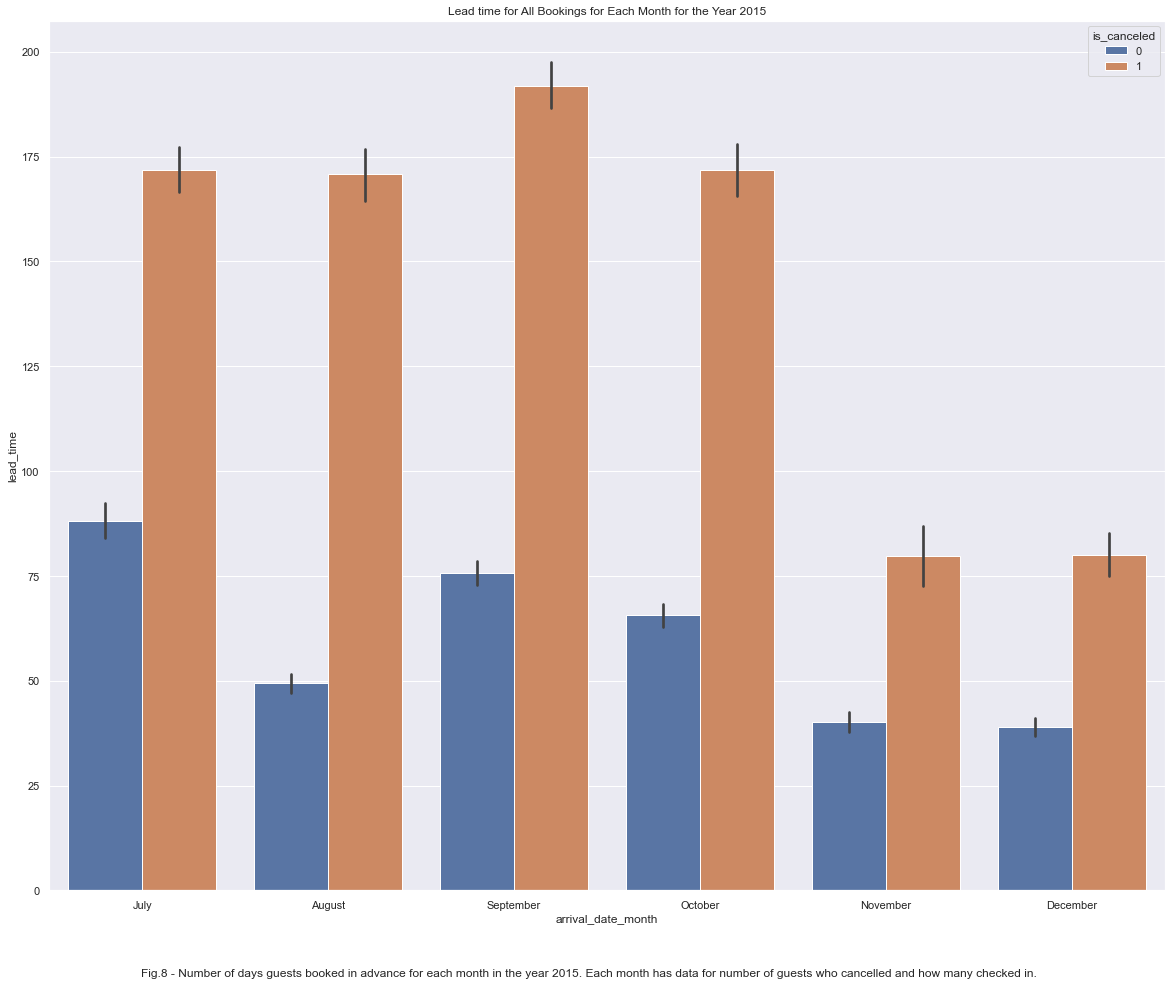 Lead time for All Bookings for Each Month for the Year 2015
is_canceled
0
1
200
175
150
125
100
75
50
25
0
lead_time
July August September October November December
arrival_date_month
Fig.8 - Number of days guests booked in advance for each month in the year 2015. Each month has data for number of guests who cancelled and how many checked in.